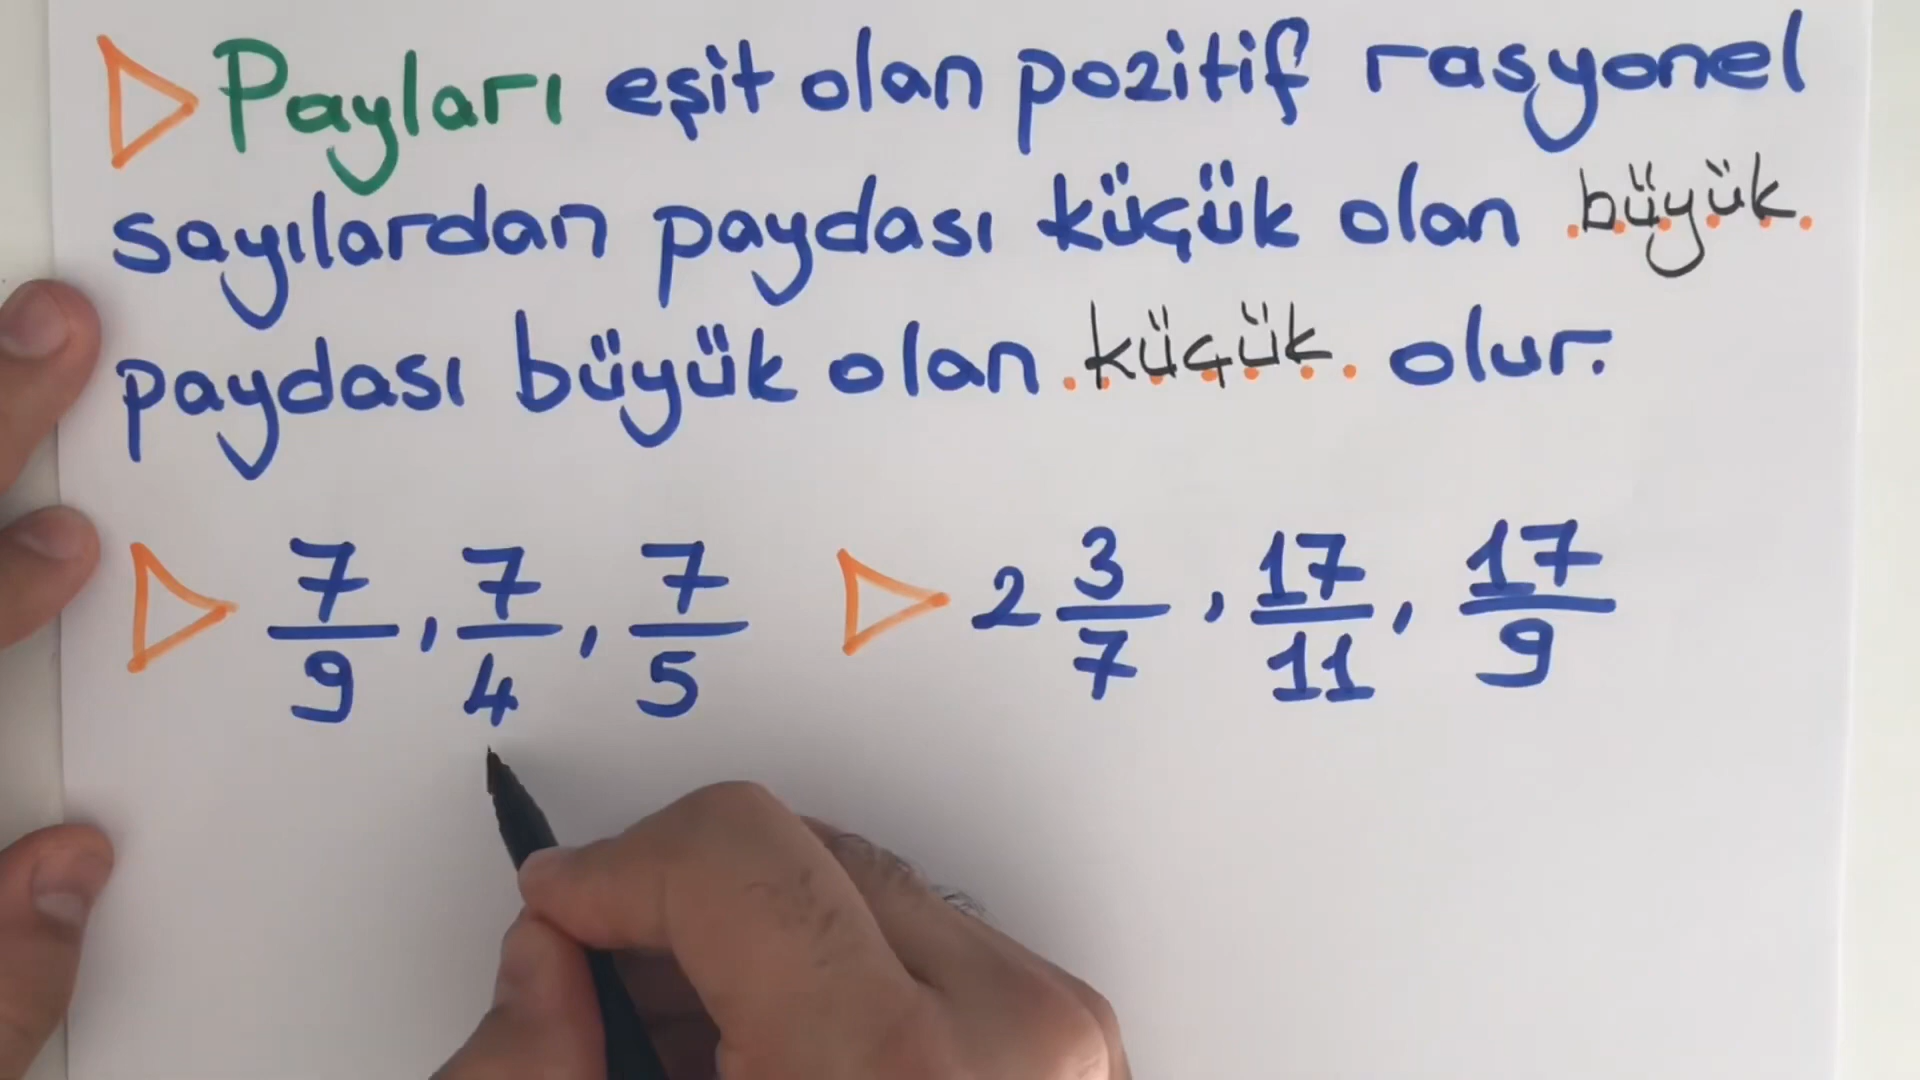 Payları eşit olan pozitif rasyonel
sayılardan paydası küçük olan büyük
paydası büyük olan küçük olur.
7/9, 7/4, 7/5 2 3/7, 17/11, 17/9